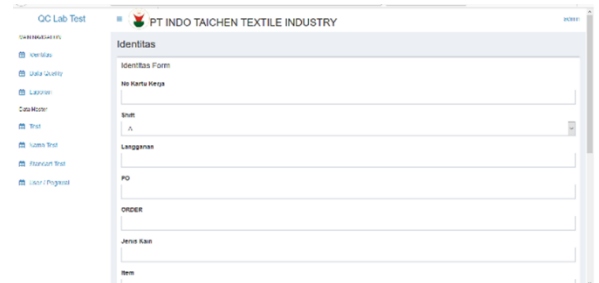 QC Lab Test
PT INDO TAICHEN TEXTILE INDUSTRY
Identitas
Identitas
Data Quality
Laporan
Data Master
Test
Nama Test
Standart Test
User / Pegawai
Identitas Form
No Kartu Kerja
Shift
A
Langganan
PO
ORDER
Jenis Kain
Item